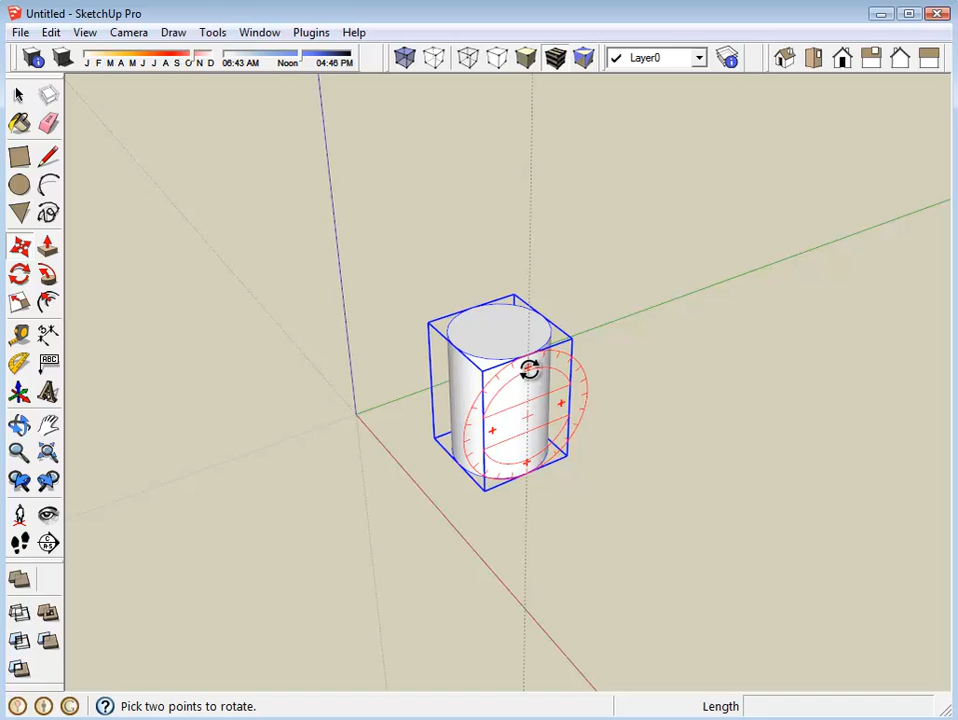 Untitled - SketchUp Pro
File Edit View Camera Draw Tools Window Plugins Help
J F M A M J J A S O N D 06:43 AM Noon 04:46 PM Layer0
ABC
Pick two points to rotate. Length